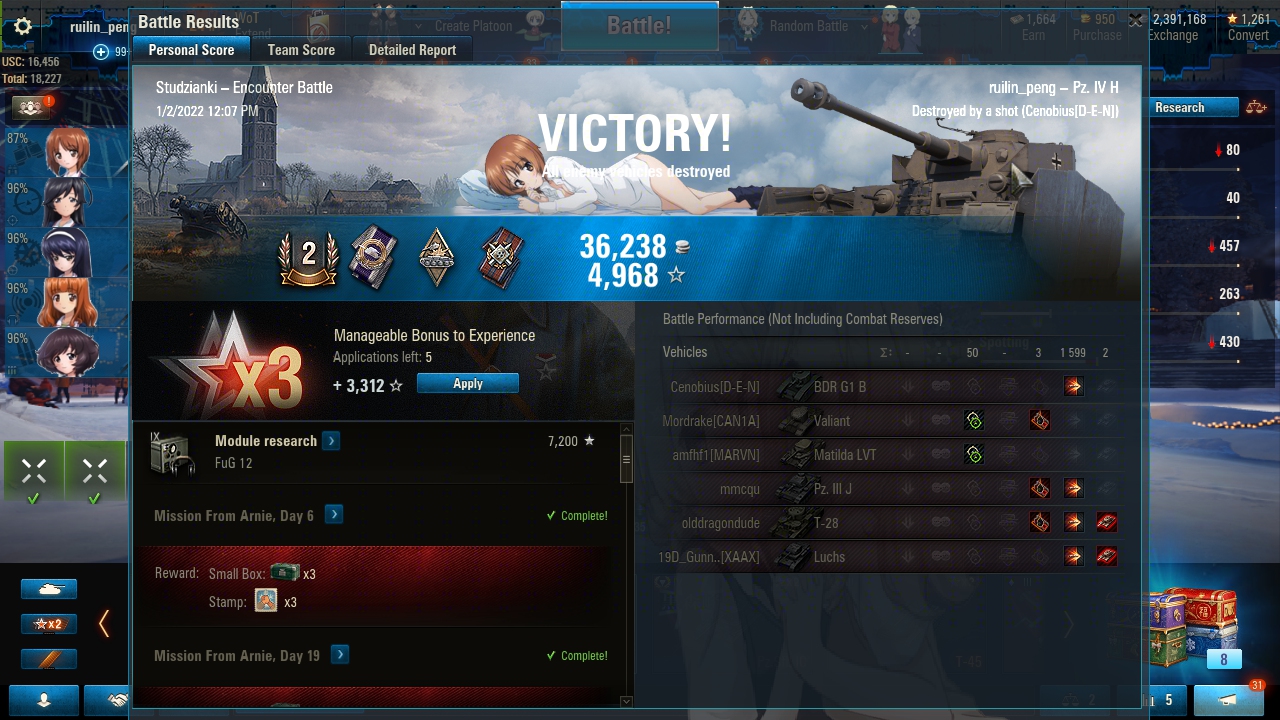 Battle Results
ruilin_peng
WoT
Extend
Create Platoon
Battle!
Random Battle
1,664
Earn
950
Purchase
2,391,168
Exchange
1,261
Convert
99+
USC: 16,456
Total: 18,227
Personal Score
Team Score
Detailed Report
Studzianki – Encounter Battle
1/2/2022 12:07 PM
ruilin_peng – Pz. IV H
Destroyed by a shot (Cenobius[D-E-N])
VICTORY!
All enemy vehicles destroyed
Research
87%
96%
96%
96%
96%
80
40
457
263
430
2
36,238
4,968
x3
Manageable Bonus to Experience
Applications left: 5
+ 3,312
Apply
Battle Performance (Not Including Combat Reserves)
Vehicles
Σ: - - 50 - 3 1 599 2
Cenobius[D-E-N] BDR G1 B
Mordrake[CAN1A] Valiant
amfhf1[MARVN] Matilda LVT
mmcqu Pz. III J
olddragondude T-28
19D_Gunn..[XAAX] Luchs
IX
Module research
7,200
FuG 12
Mission From Arnie, Day 6
Complete!
Reward: Small Box: x3
Stamp: x3
Mission From Arnie, Day 19
Complete!
x2
T-45
2
5
8
31